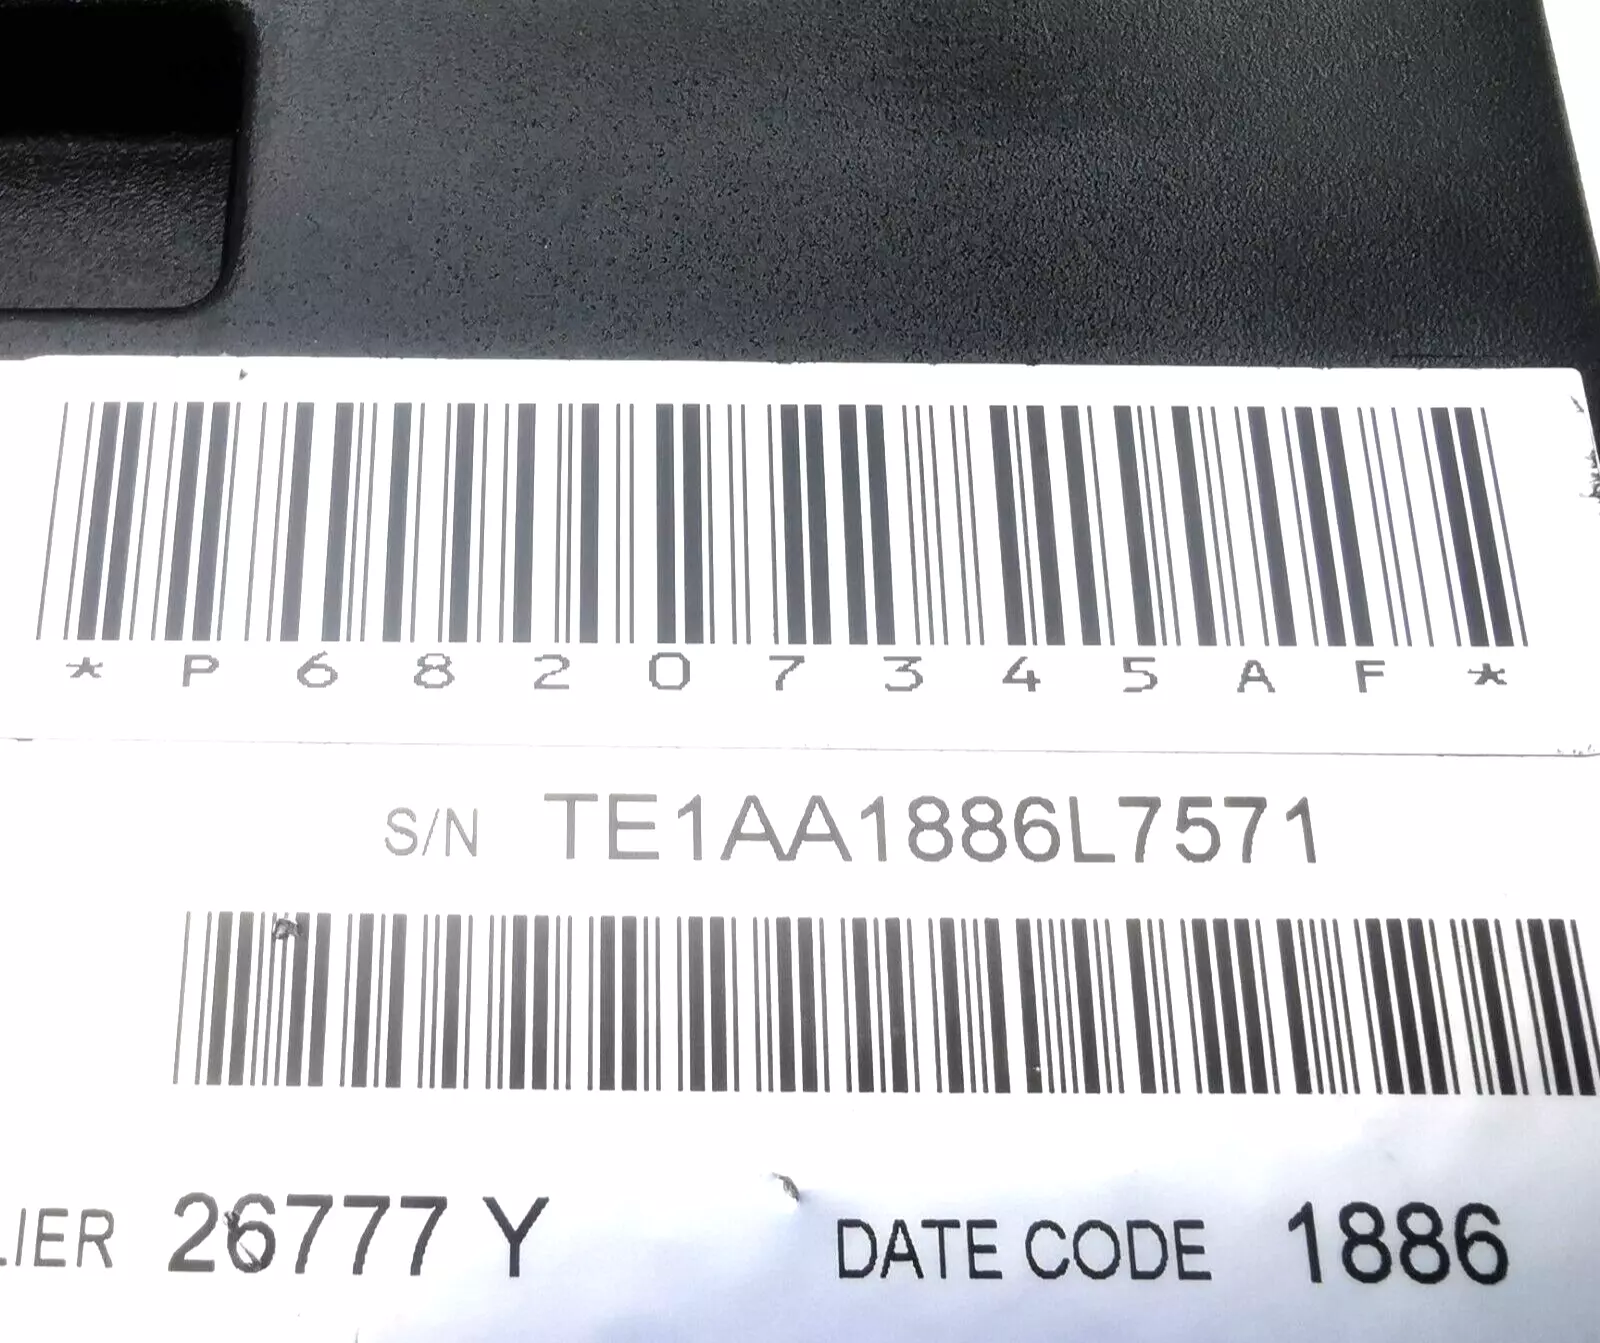 *P68207345AF*
S/N TE1AA1886L7571
LIER 26777 Y DATE CODE 1886